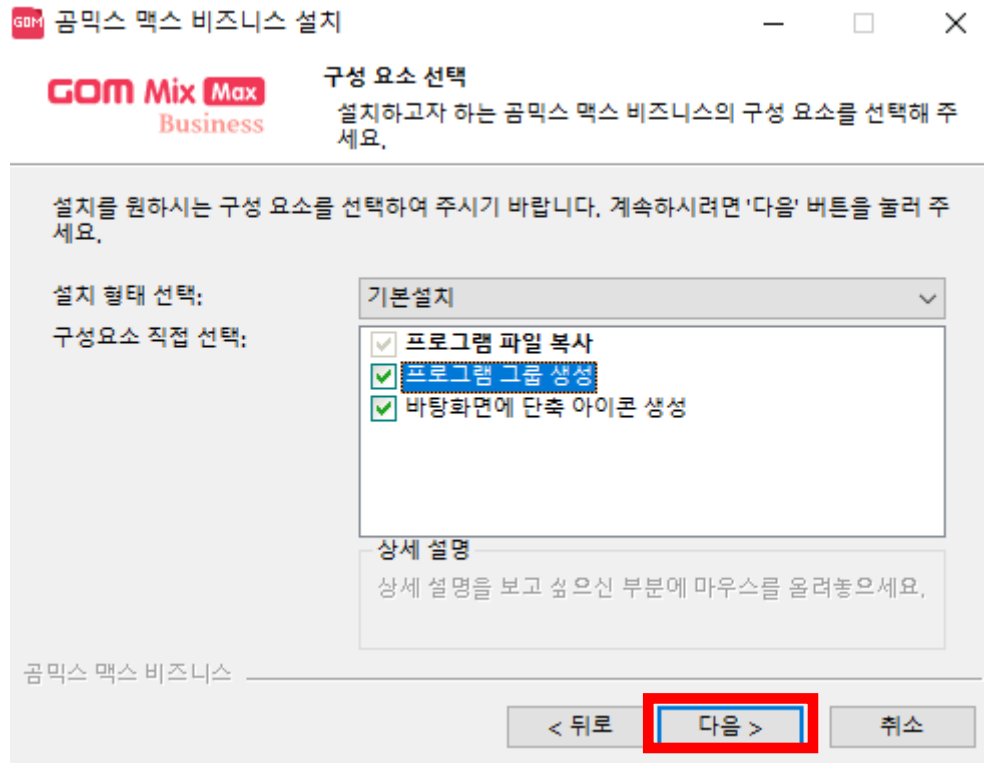 GOM 곰믹스 맥스 비즈니스 설치
GOM Mix Max
Business
구성 요소 선택
설치하고자 하는 곰믹스 맥스 비즈니스의 구성 요소를 선택해 주
세요.
설치를 원하시는 구성 요소를 선택하여 주시기 바랍니다. 계속하시려면 '다음' 버튼을 눌러 주
세요.
설치 형태 선택:
기본설치
구성요소 직접 선택:
프로그램 파일 복사
프로그램 그룹 생성
바탕화면에 단축 아이콘 생성
상세 설명
상세 설명을 보고 싶으신 부분에 마우스를 올려놓으세요.
곰믹스 맥스 비즈니스
< 뒤로
다음 >
취소